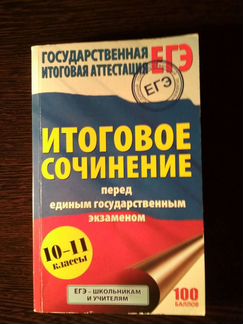 ГОСУДАРСТВЕННАЯ
ИТОГОВАЯ АТТЕСТАЦИЯ ЕГЭ
ЕГЭ
ИТОГОВОЕ
СОЧИНЕНИЕ
перед
единым государственным
экзаменом
10–11
классы
ЕГЭ – ШКОЛЬНИКАМ
И УЧИТЕЛЯМ
100
БАЛЛОВ